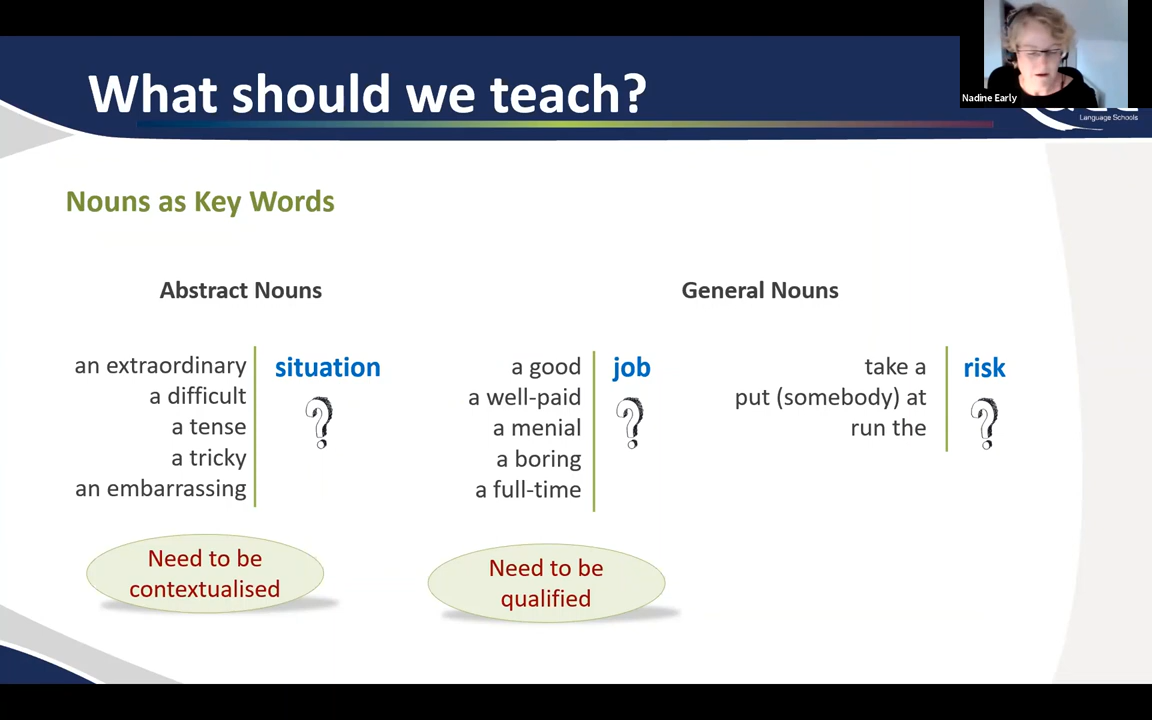 What should we teach?
Nadine Early
Language Schools
Nouns as Key Words
Abstract Nouns
General Nouns
an extraordinary
a difficult
a tense
a tricky
an embarrassing
situation
?
a good
a well-paid
a menial
a boring
a full-time
job
?
take a
put (somebody) at
run the
risk
?
Need to be
contextualised
Need to be
qualified